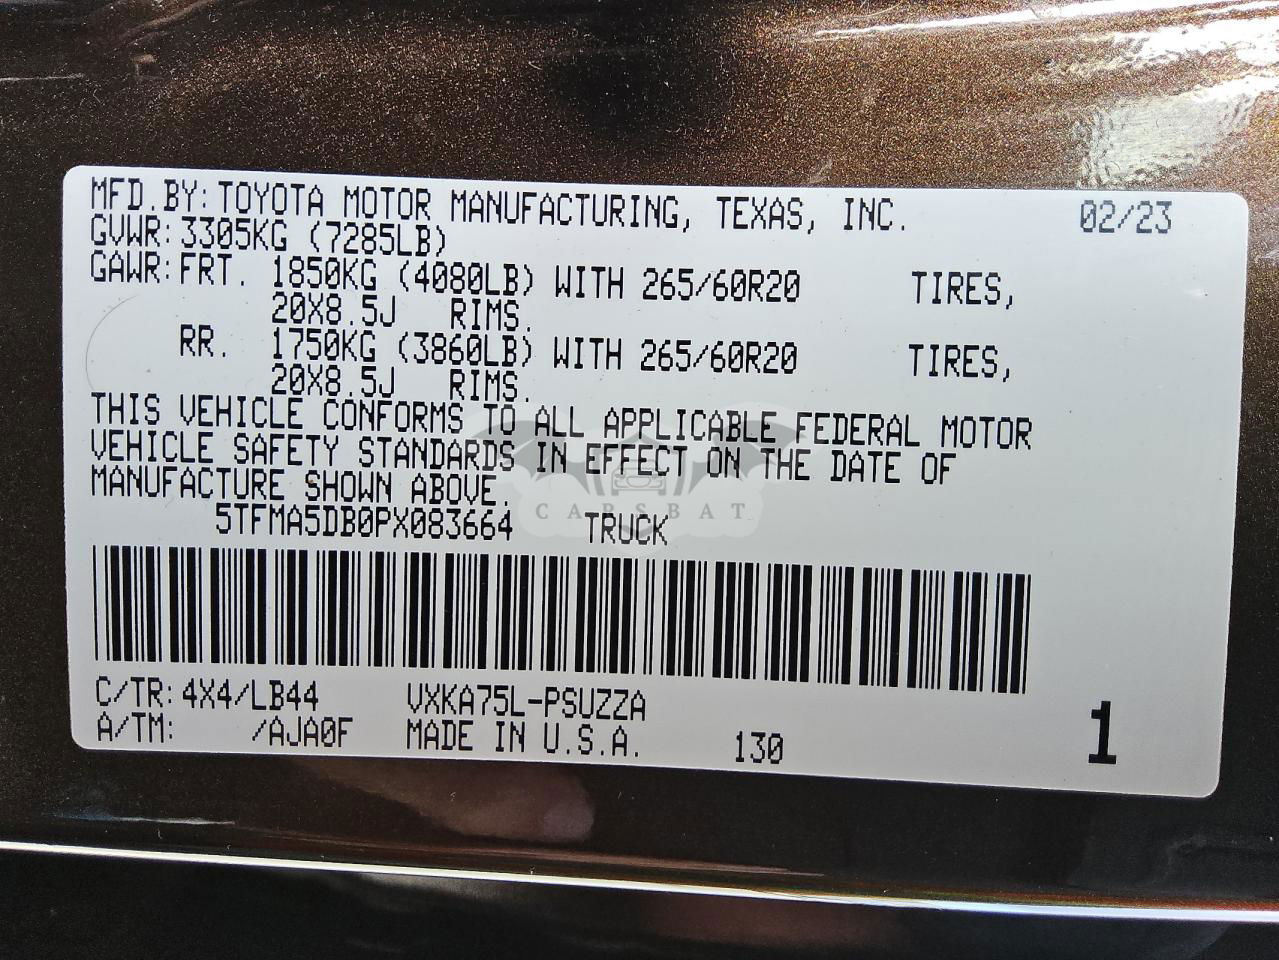 MFD.BY: TOYOTA MOTOR MANUFACTURING, TEXAS, INC. 02/23
GVWR: 3305KG (7285LB)
GAWR: FRT. 1850KG (4080LB) WITH 265/60R20 TIRES,
20X8.5J RIMS.
RR. 1750KG (3860LB) WITH 265/60R20 TIRES,
20X8.5J RIMS.
THIS VEHICLE CONFORMS TO ALL APPLICABLE FEDERAL MOTOR
VEHICLE SAFETY STANDARDS IN EFFECT ON THE DATE OF
MANUFACTURE SHOWN ABOVE.
CARSBAT
5TFMA5DB0PX083664 TRUCK
C/TR: 4X4/LB44 VXKA75L-PSUZZA
A/TM: /AJA0F MADE IN U.S.A. 130 1